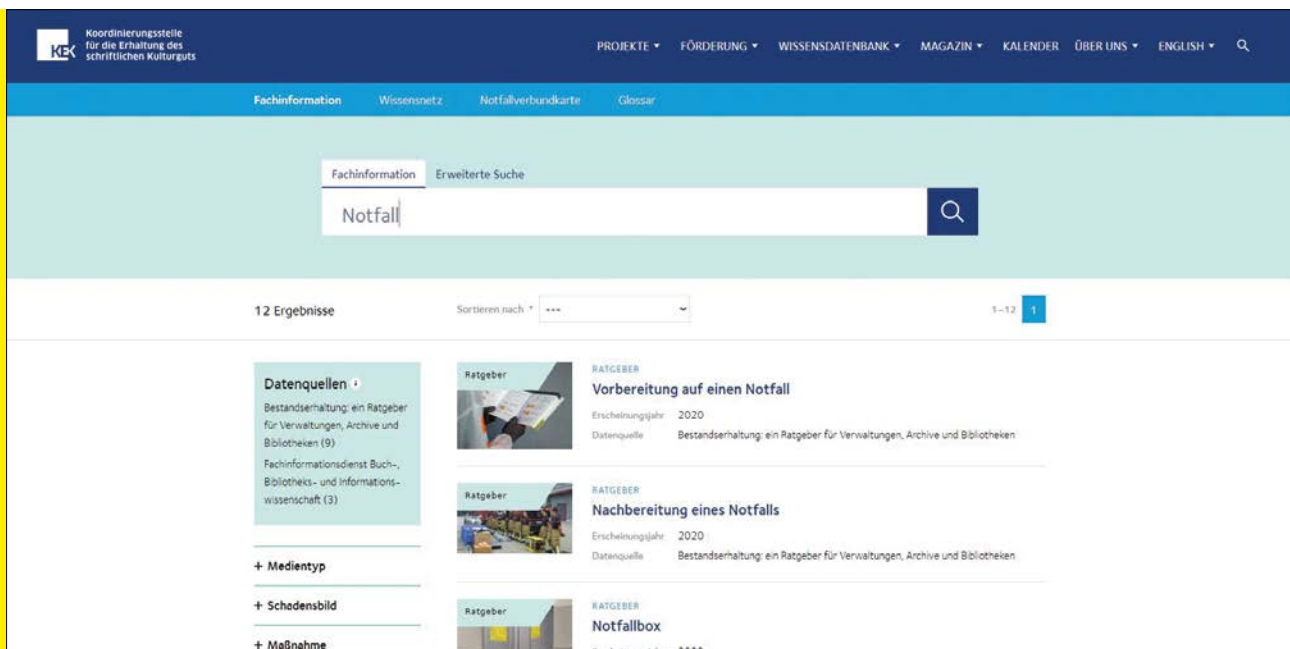 KEK
Koordinierungsstelle
für die Erhaltung des
schriftlichen Kulturguts
PROJEKTE FÖRDERUNG WISSENSDATENBANK MAGAZIN KALENDER ÜBER UNS ENGLISH
Fachinformation Wissensnetz Notfallverbundkarte Glossar
Fachinformation Erweiterte Suche
Notfall
12 Ergebnisse Sortieren nach * --- 1–12 1
Datenquellen i
Bestandserhaltung: ein Ratgeber
für Verwaltungen, Archive und
Bibliotheken (9)
Fachinformationsdienst Buch-,
Bibliotheks- und Informations-
wissenschaft (3)
+ Medientyp
+ Schadensbild
+ Maßnahme
Ratgeber
RATGEBER
Vorbereitung auf einen Notfall
Erscheinungsjahr 2020
Datenquelle Bestandserhaltung: ein Ratgeber für Verwaltungen, Archive und Bibliotheken
Ratgeber
RATGEBER
Nachbereitung eines Notfalls
Erscheinungsjahr 2020
Datenquelle Bestandserhaltung: ein Ratgeber für Verwaltungen, Archive und Bibliotheken
Ratgeber
RATGEBER
Notfallbox